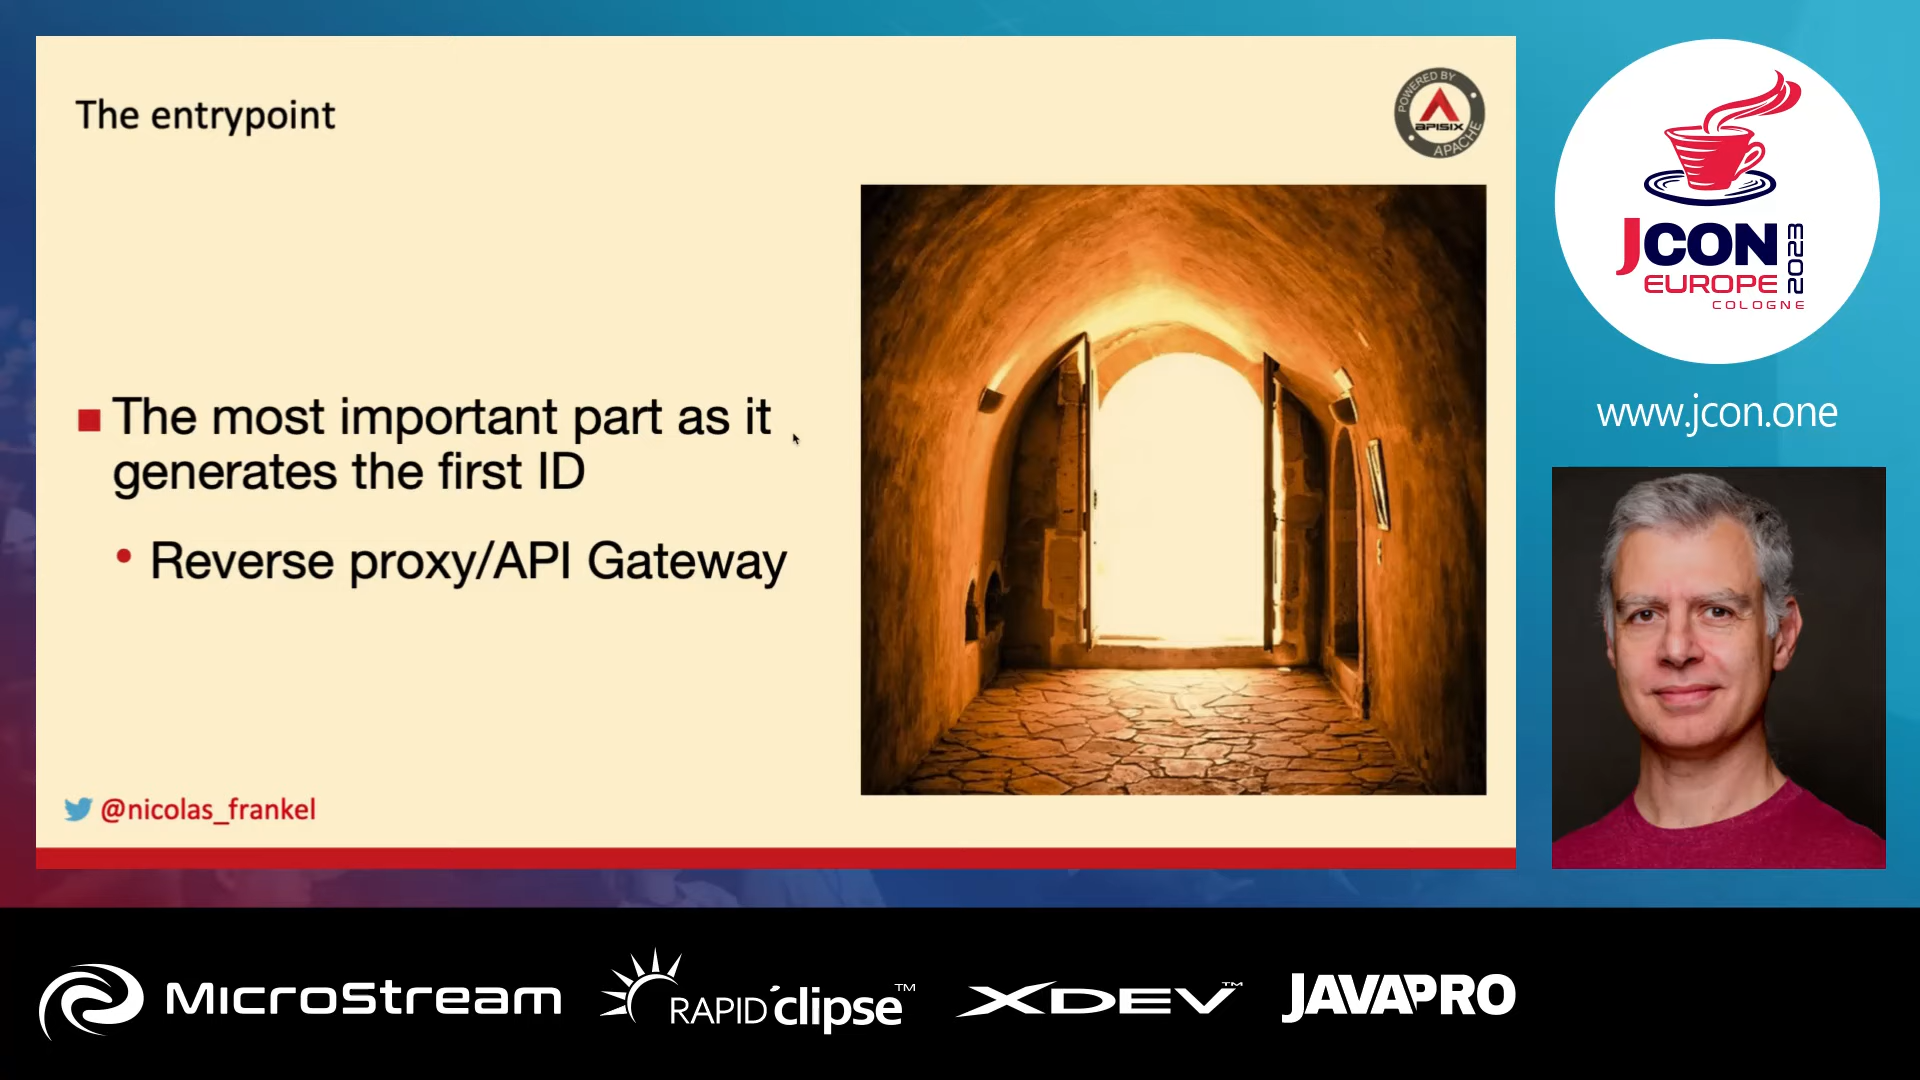 The entrypoint
POWERED BY
APISIX
APACHE
The most important part as it
generates the first ID
Reverse proxy/API Gateway
@nicolas_frankel
JCON
2023
EUROPE
COLOGNE
www.jcon.one
MicroStream
RAPID'clipse™
XDEV™
JAVAPRO